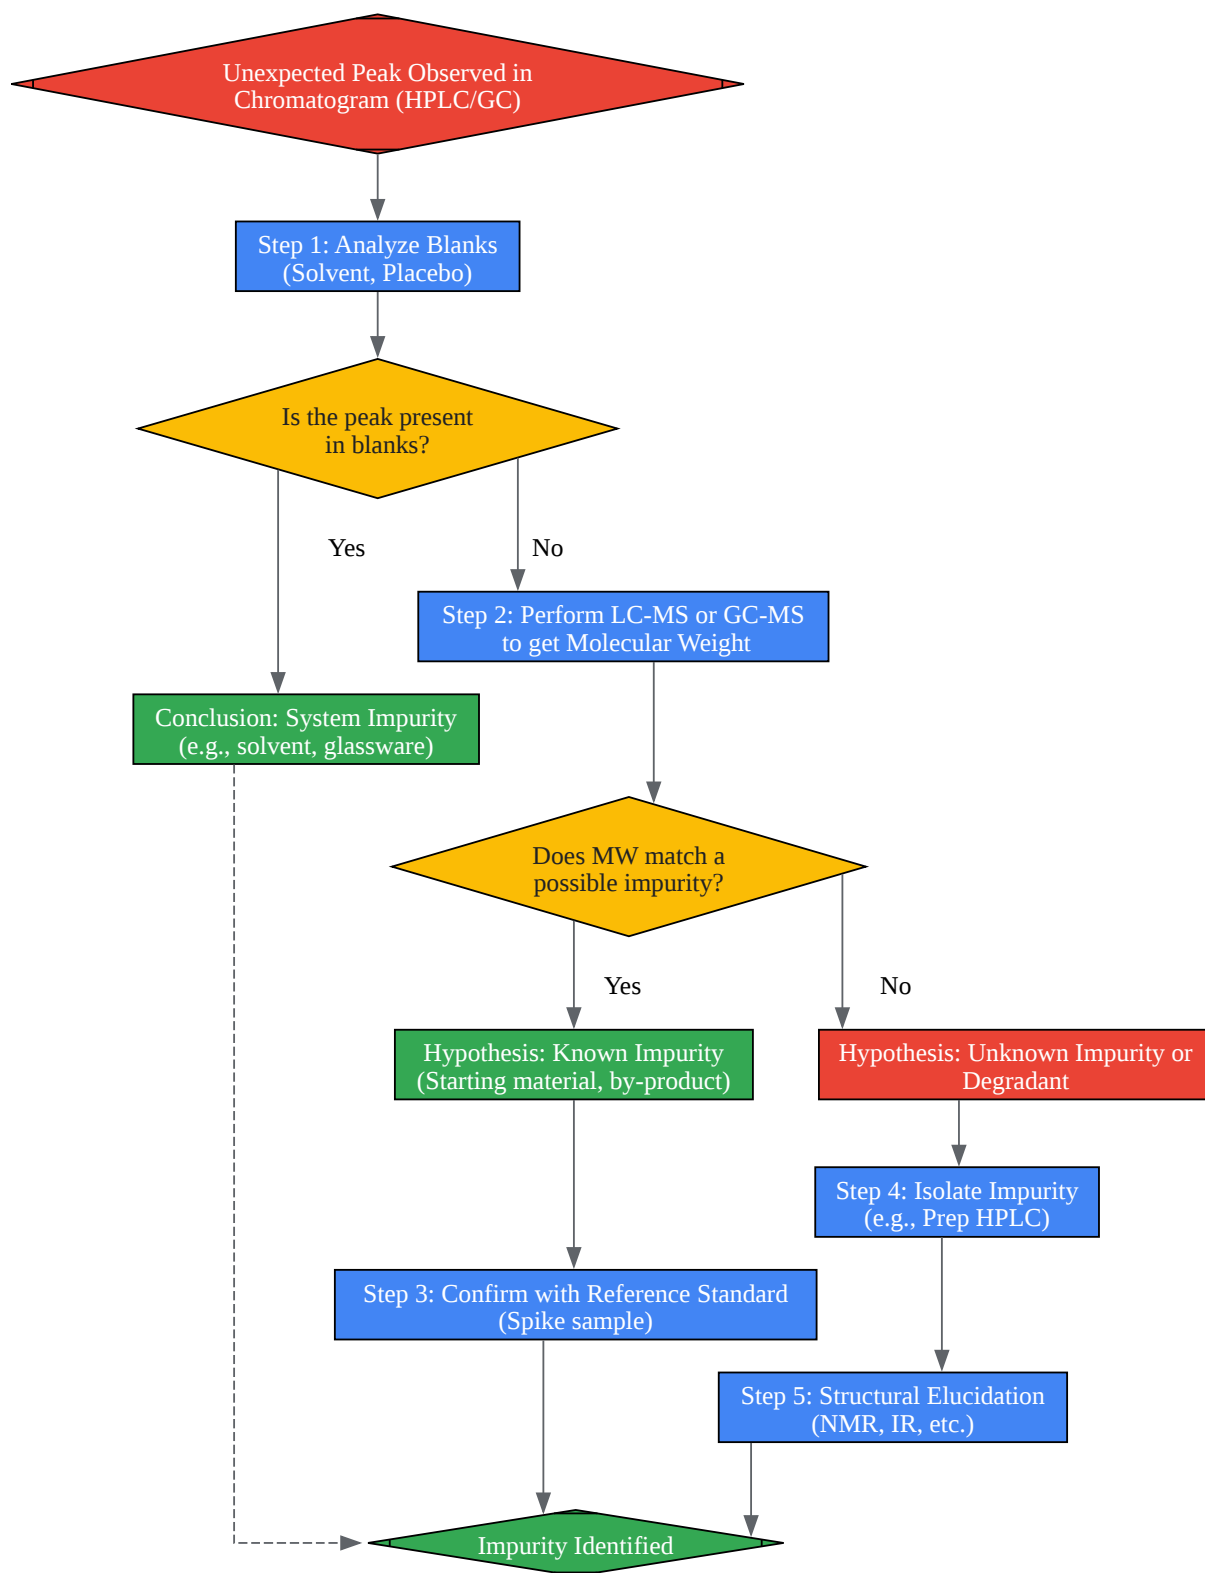 Unexpected Peak Observed in
Chromatogram (HPLC/GC)
Step 1: Analyze Blanks
(Solvent, Placebo)
Is the peak present
in blanks?
Yes
No
Step 2: Perform LC-MS or GC-MS
to get Molecular Weight
Conclusion: System Impurity
(e.g., solvent, glassware)
Does MW match a
possible impurity?
Yes
No
Hypothesis: Known Impurity
(Starting material, by-product)
Hypothesis: Unknown Impurity or
Degradant
Step 4: Isolate Impurity
(e.g., Prep HPLC)
Step 3: Confirm with Reference Standard
(Spike sample)
Step 5: Structural Elucidation
(NMR, IR, etc.)
Impurity Identified